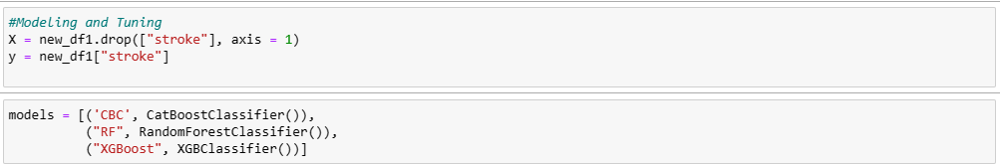 #Modeling and Tuning
X = new_df1.drop(["stroke"], axis = 1)
y = new_df1["stroke"]
models = [('CBC', CatBoostClassifier()),
("RF", RandomForestClassifier()),
("XGBoost", XGBClassifier())]